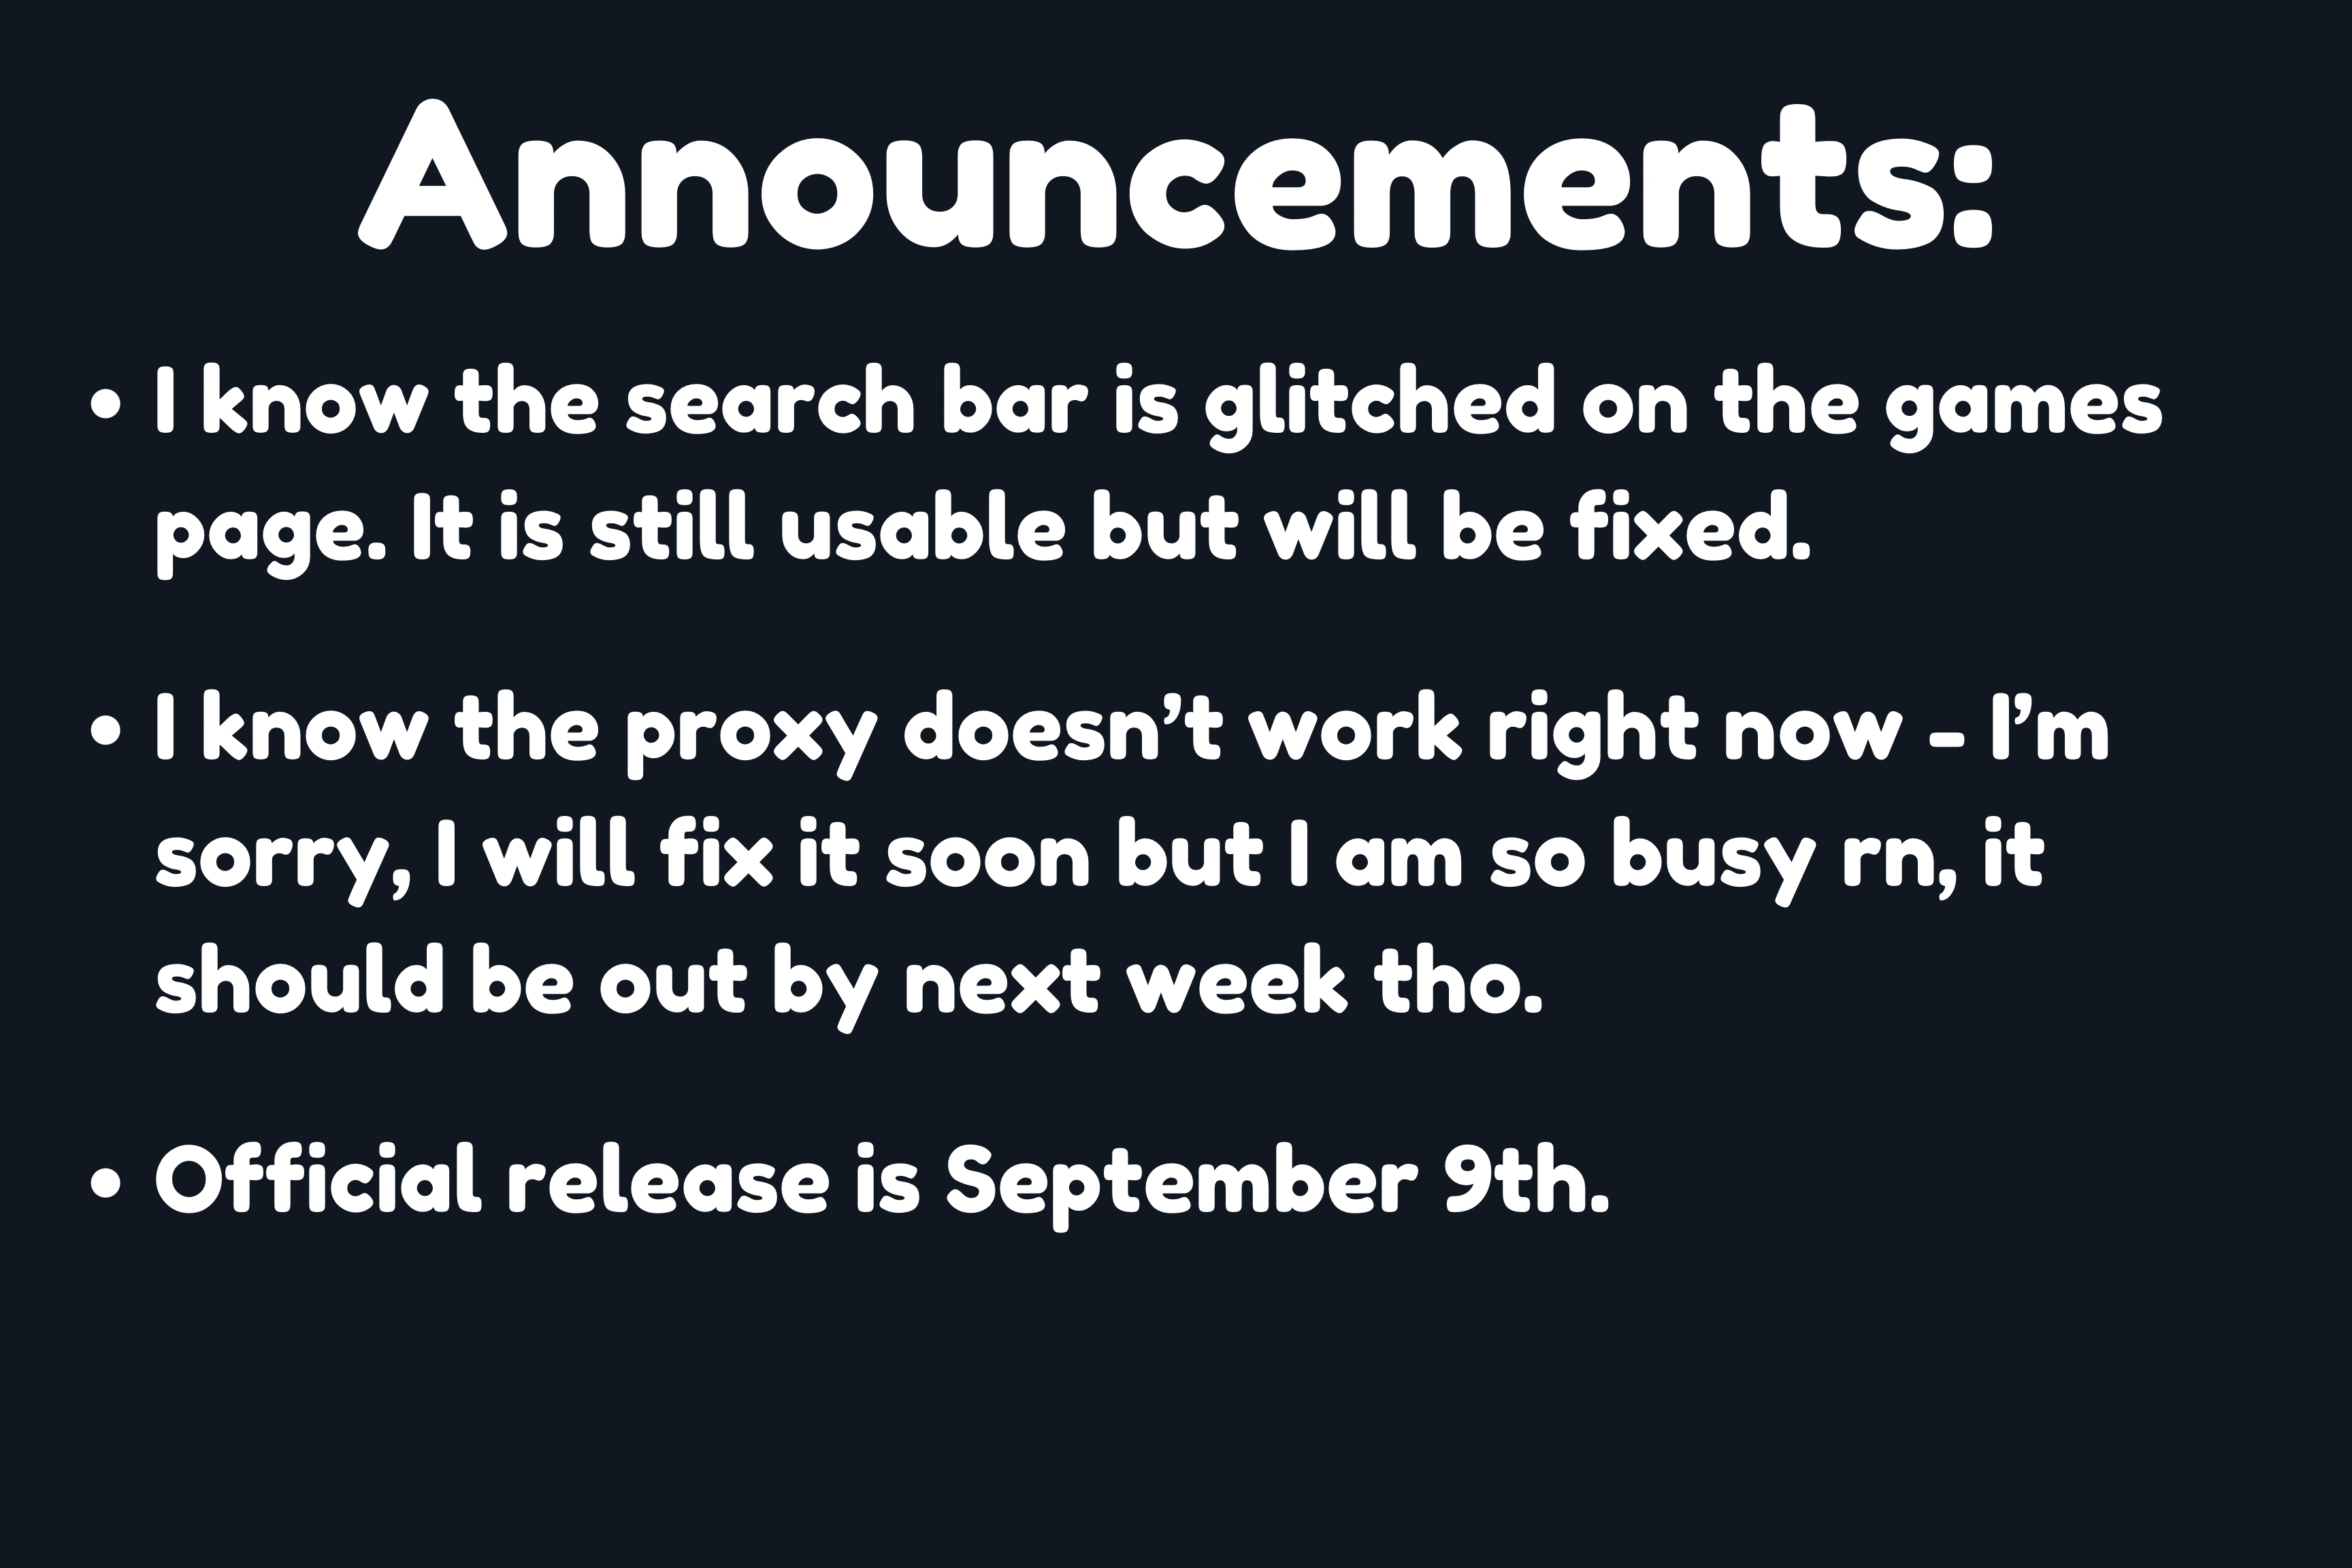 Announcements:
• I know the search bar is glitched on the games
page. It is still usable but will be fixed.
• I know the proxy doesn’t work right now - I’m
sorry, I will fix it soon but I am so busy rn, it
should be out by next week tho.
• Official release is September 9th.